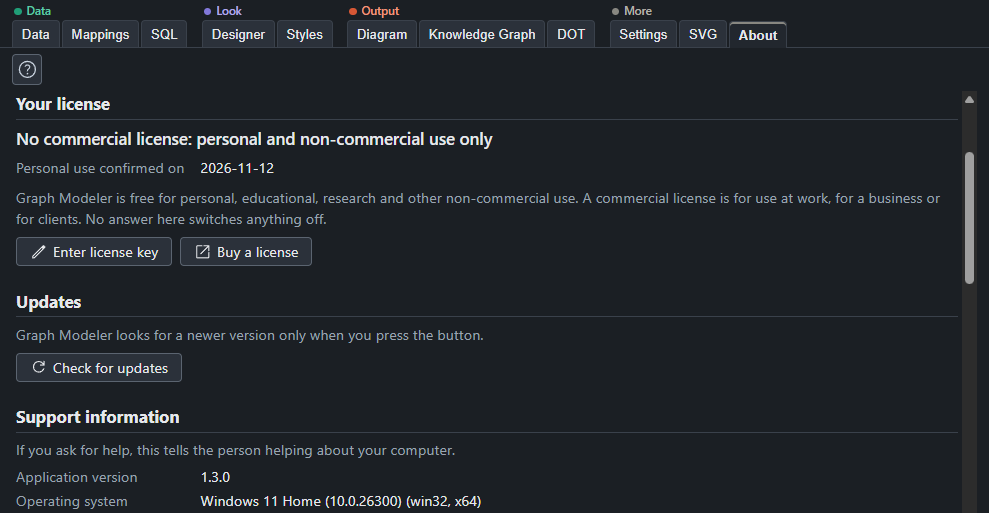 Data
Look
Output
More
Data
Mappings
SQL
Designer
Styles
Diagram
Knowledge Graph
DOT
Settings
SVG
About
Your license
No commercial license: personal and non-commercial use only
Personal use confirmed on 2026-11-12
Graph Modeler is free for personal, educational, research and other non-commercial use. A commercial license is for use at work, for a business or
for clients. No answer here switches anything off.
Enter license key
Buy a license
Updates
Graph Modeler looks for a newer version only when you press the button.
Check for updates
Support information
If you ask for help, this tells the person helping about your computer.
Application version 1.3.0
Operating system Windows 11 Home (10.0.26300) (win32, x64)